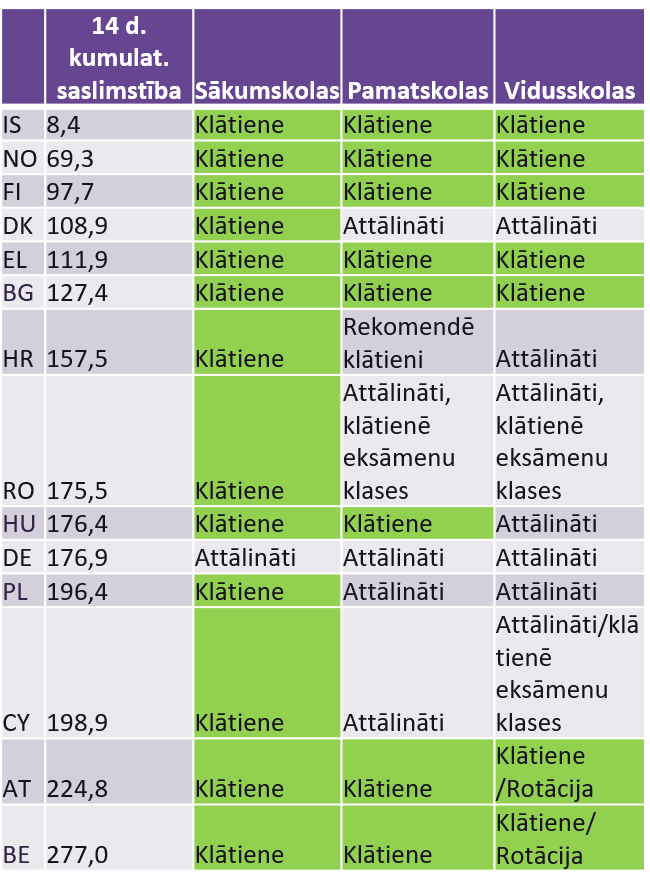 14 d.
kumulat.
saslimstība Sākumskolas Pamatskolas Vidusskolas
IS 8,4 Klātiene Klātiene Klātiene
NO 69,3 Klātiene Klātiene Klātiene
FI 97,7 Klātiene Klātiene Klātiene
DK 108,9 Klātiene Attālināti Attālināti
EL 111,9 Klātiene Klātiene Klātiene
BG 127,4 Klātiene Klātiene Klātiene
Rekomendē
HR 157,5 Klātiene klātieni Attālināti
Attālināti, Attālināti,
klātienē klātienē
eksāmenu eksāmenu
RO 175,5 Klātiene klases klases
HU 176,4 Klātiene Klātiene Attālināti
DE 176,9 Attālināti Attālināti Attālināti
PL 196,4 Klātiene Attālināti Attālināti
Attālināti/klā
tienē
eksāmenu
CY 198,9 Klātiene Attālināti klases
Klātiene
AT 224,8 Klātiene Klātiene /Rotācija
Klātiene/
BE 277,0 Klātiene Klātiene Rotācija